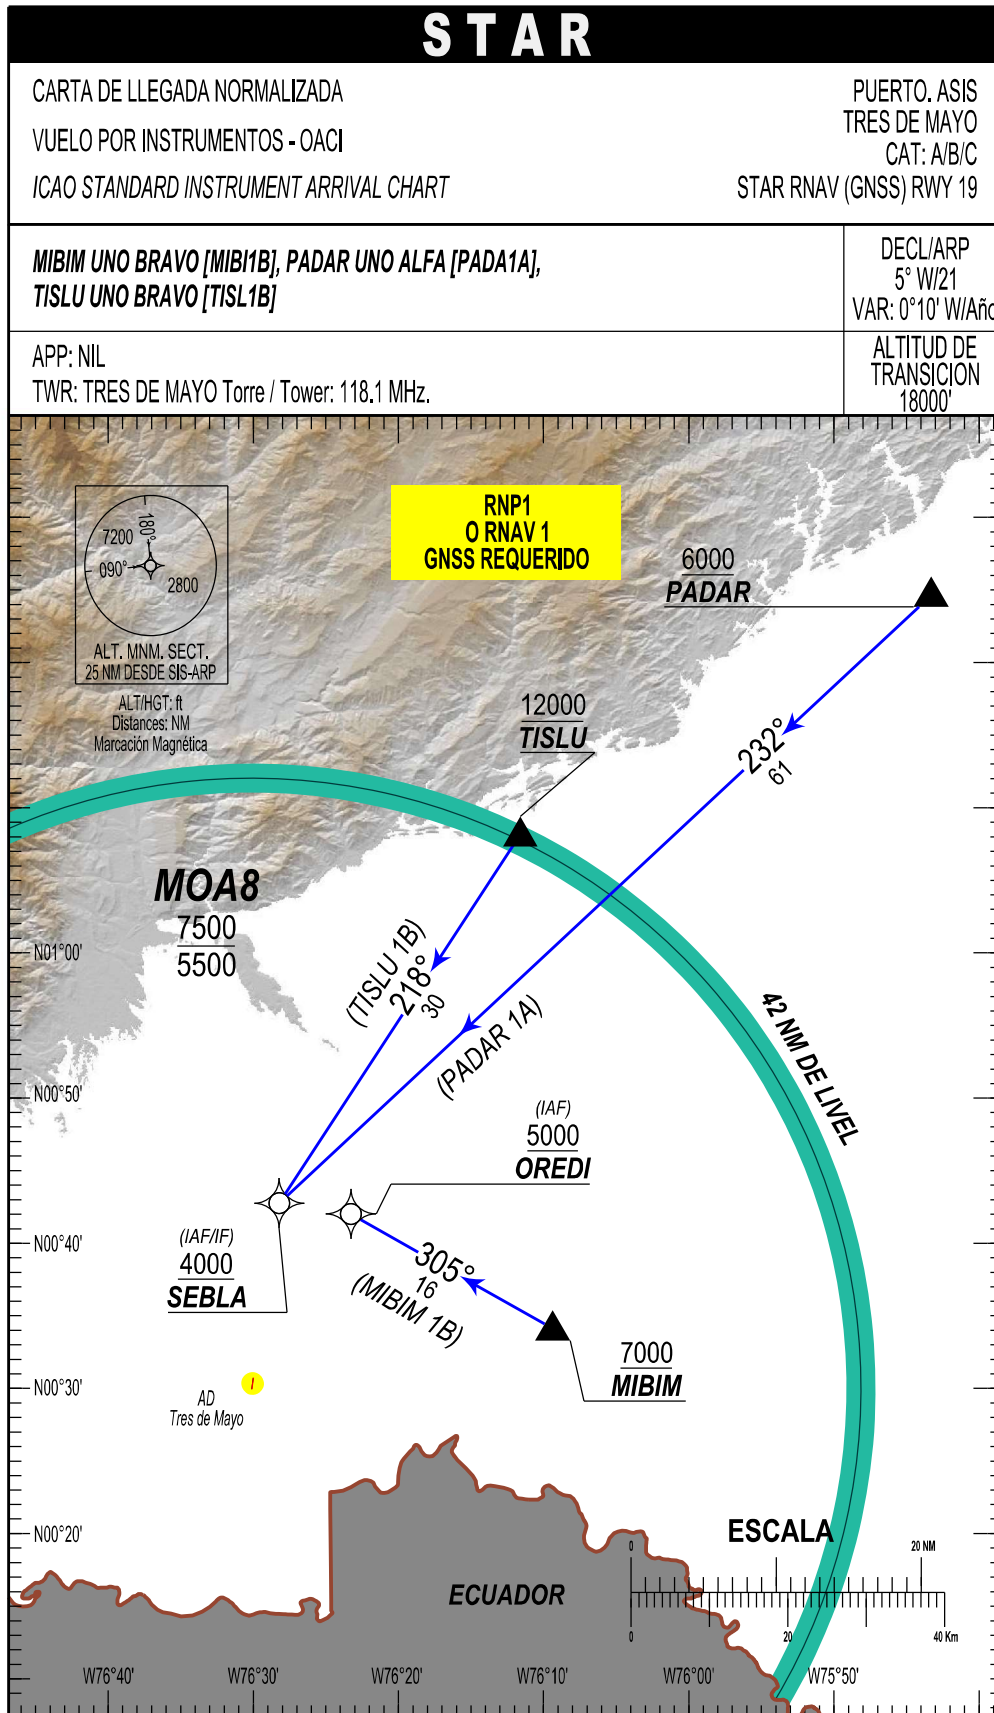 STAR
CARTA DE LLEGADA NORMALIZADA
VUELO POR INSTRUMENTOS - OACI
ICAO STANDARD INSTRUMENT ARRIVAL CHART
PUERTO. ASIS
TRES DE MAYO
CAT: A/B/C
STAR RNAV (GNSS) RWY 19
MIBIM UNO BRAVO [MIBI1B], PADAR UNO ALFA [PADA1A],
TISLU UNO BRAVO [TISL1B]
DECL/ARP
5° W/21
VAR: 0°10' W/Año
APP: NIL
TWR: TRES DE MAYO Torre / Tower: 118.1 MHz.
ALTITUD DE
TRANSICION
18000'
RNP1
O RNAV 1
GNSS REQUERIDO
180°
7200
090°
2800
ALT. MNM. SECT.
25 NM DESDE SIS-ARP
ALT/HGT: ft
Distances: NM
Marcación Magnética
6000
PADAR
12000
TISLU
232°
61
MOA8
7500
5500
(TISLU 1B)
218°
30
(PADAR 1A)
42 NM DE LIVEL
N01°00'
N00°50'
(IAF)
5000
OREDI
(IAF/IF)
4000
SEBLA
N00°40'
305°
16
(MIBIM 1B)
7000
MIBIM
N00°30'
AD
Tres de Mayo
N00°20'
ECUADOR
ESCALA
0
20 NM
0
20
40 Km
W76°40'
W76°30'
W76°20'
W76°10'
W76°00'
W75°50'